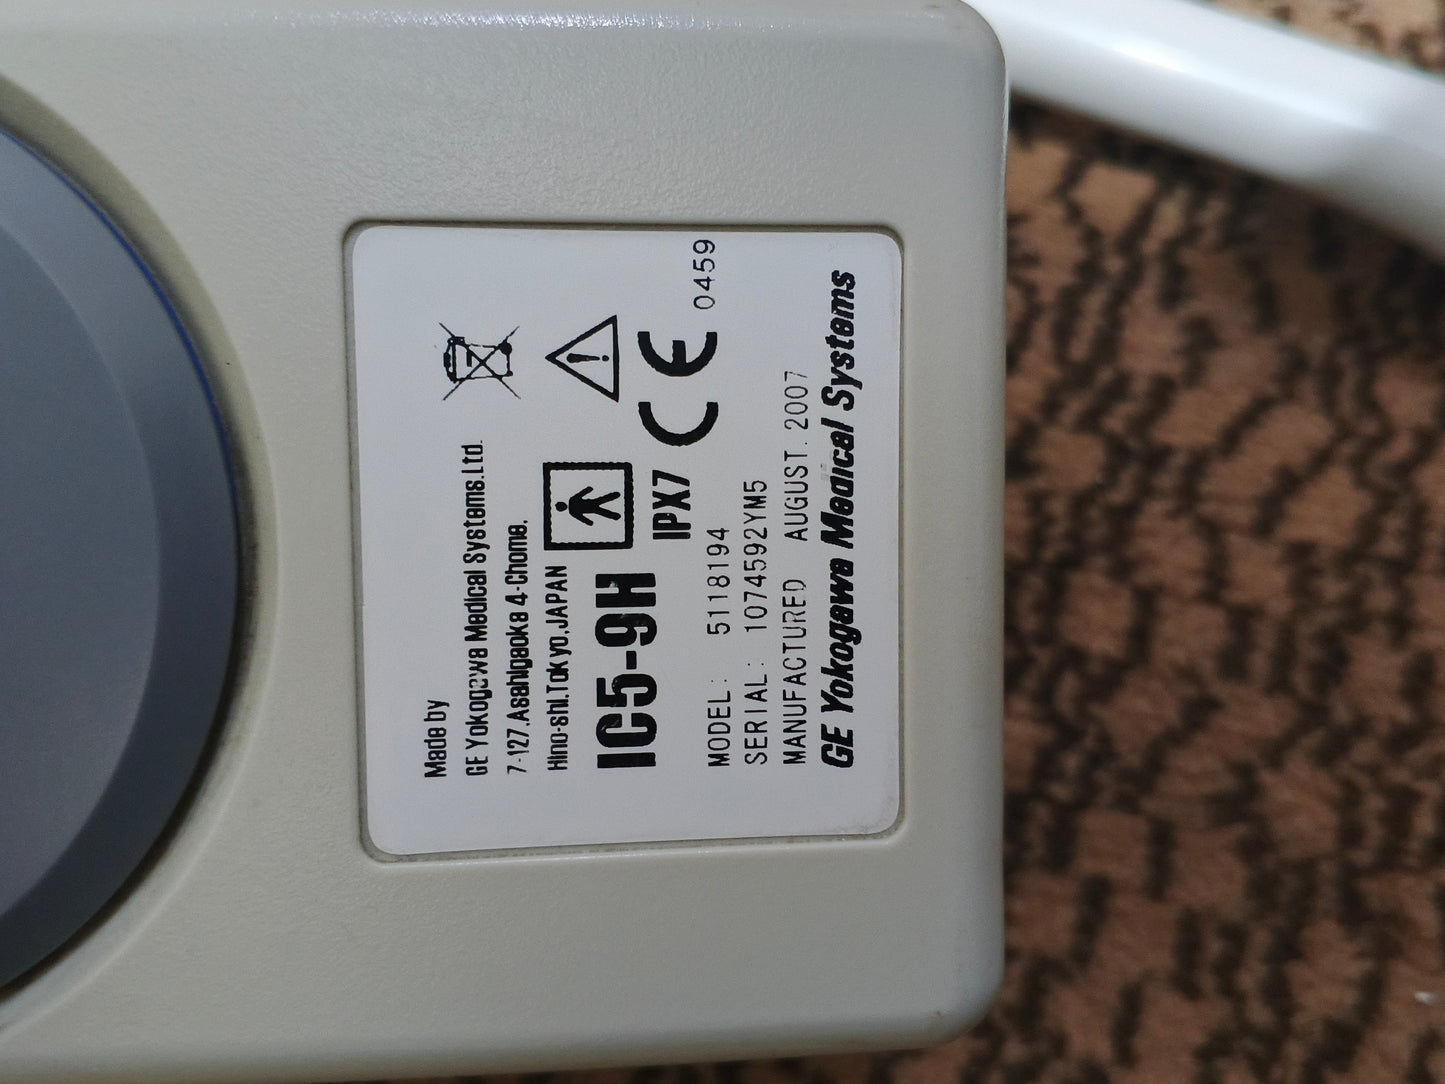 Made by
GE Yokogawa Medical Systems.Ltd.
7-127.Asahigaoka 4-Chome.
Hino-shi.Tokyo.JAPAN
IC5-9H
IPX7
CE 0459
MODEL: 5118194
SERIAL: 1074592YM5
MANUFACTURED AUGUST. 2007
GE Yokogawa Medical Systems